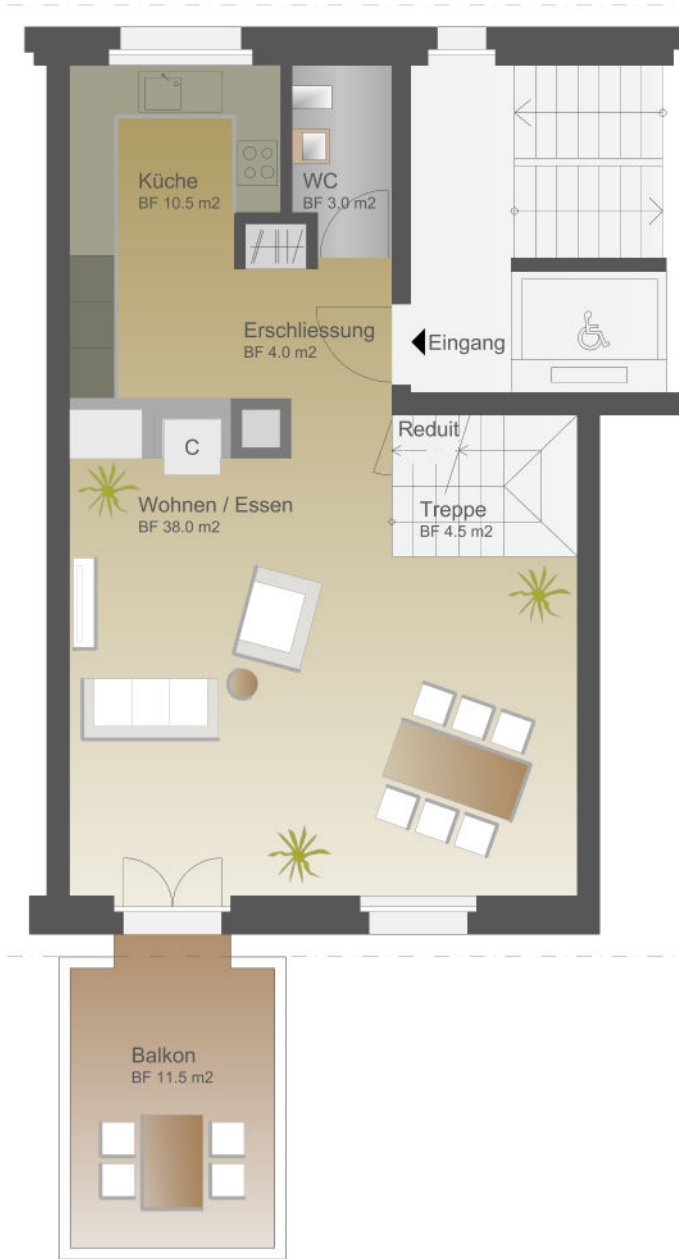 Küche
BF 10.5 m2
WC
BF 3.0 m2
Erschliessung
BF 4.0 m2
Eingang
C
Reduit
Wohnen / Essen
BF 38.0 m2
Treppe
BF 4.5 m2
Balkon
BF 11.5 m2